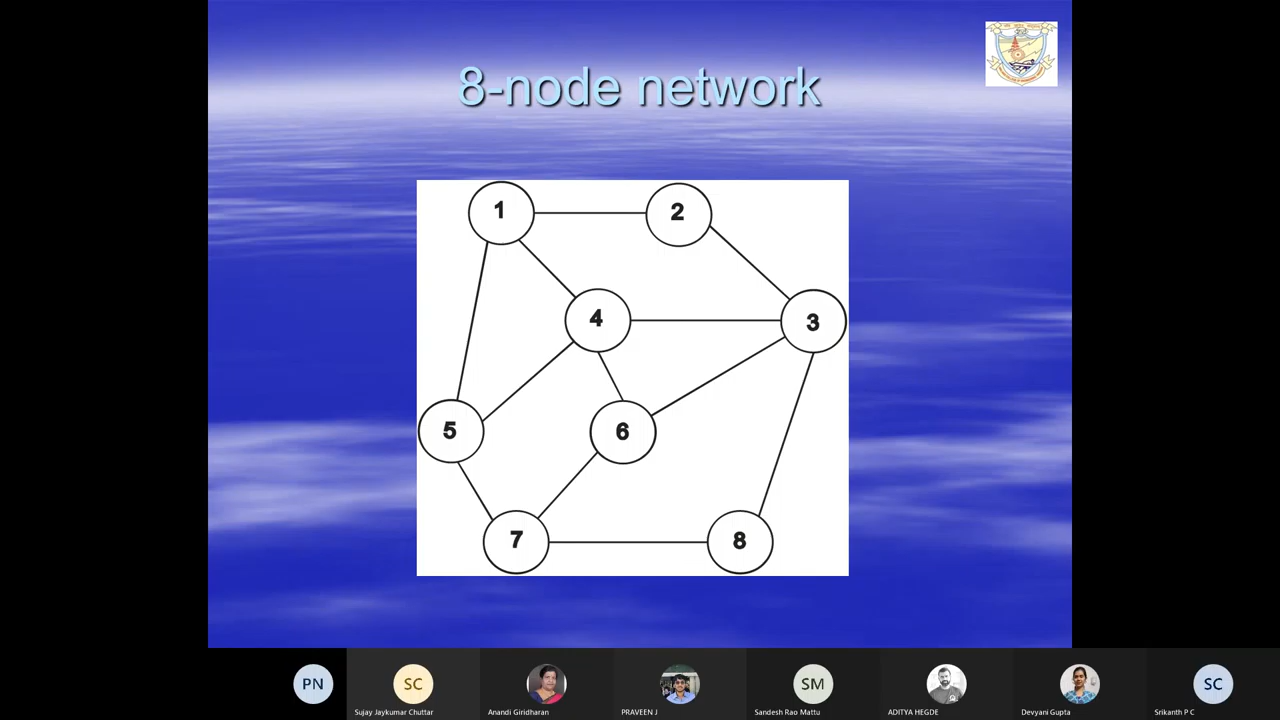 8-node network
1
2
4
3
5
6
7
8
PN
SC
SM
SC
Sujay Jaykumar Chuttar
Anandi Giridharan
PRAVEEN J
Sandesh Rao Mattu
ADITYA HEGDE
Devyani Gupta
Srikanth P C